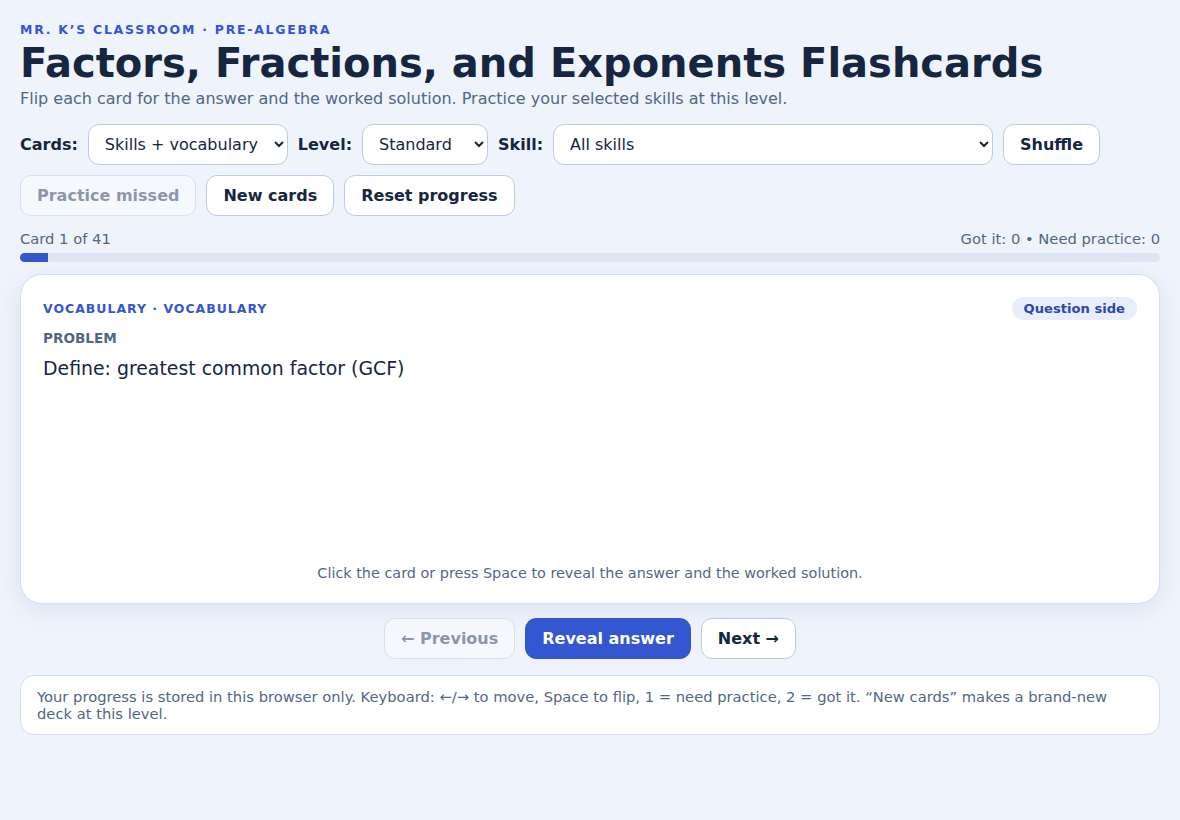 MR. K’S CLASSROOM · PRE-ALGEBRA
Factors, Fractions, and Exponents Flashcards
Flip each card for the answer and the worked solution. Practice your selected skills at this level.
Cards: Skills + vocabulary Level: Standard Skill: All skills Shuffle
Practice missed New cards Reset progress
Card 1 of 41 Got it: 0 • Need practice: 0
VOCABULARY · VOCABULARY Question side
PROBLEM
Define: greatest common factor (GCF)
Click the card or press Space to reveal the answer and the worked solution.
← Previous Reveal answer Next →
Your progress is stored in this browser only. Keyboard: ←/→ to move, Space to flip, 1 = need practice, 2 = got it. “New cards” makes a brand-new
deck at this level.